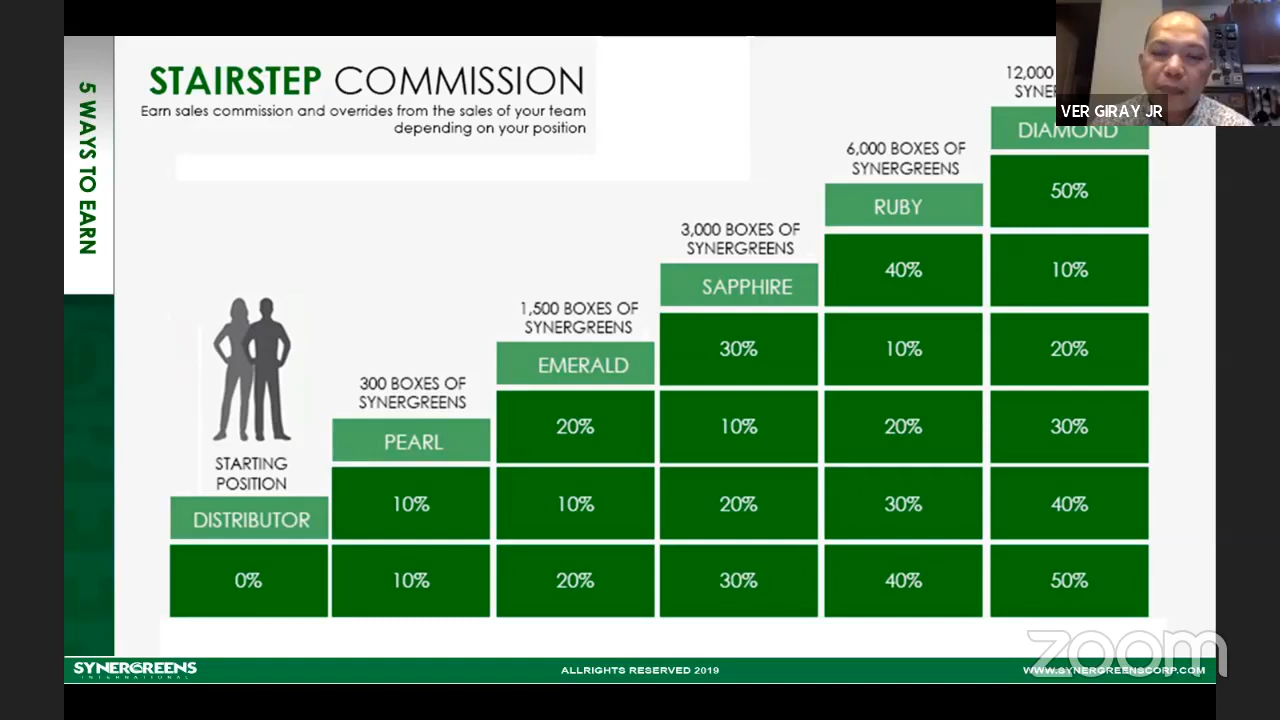 5 WAYS TO EARN
STAIRSTEP COMMISSION
Earn sales commission and overrides from the sales of your team
depending on your position
STARTING
POSITION
DISTRIBUTOR
0%
300 BOXES OF
SYNERGREENS
PEARL
10%
10%
1,500 BOXES OF
SYNERGREENS
EMERALD
20%
10%
20%
3,000 BOXES OF
SYNERGREENS
SAPPHIRE
30%
10%
20%
30%
6,000 BOXES OF
SYNERGREENS
RUBY
40%
10%
20%
30%
40%
12,000
DIAMOND
50%
10%
20%
30%
40%
50%
VER GIRAY JR
SYNERGREENS
INTERNATIONAL
ALLRIGHTS RESERVED 2019
WWW.SYNERGREENSCORP.COM
zoom